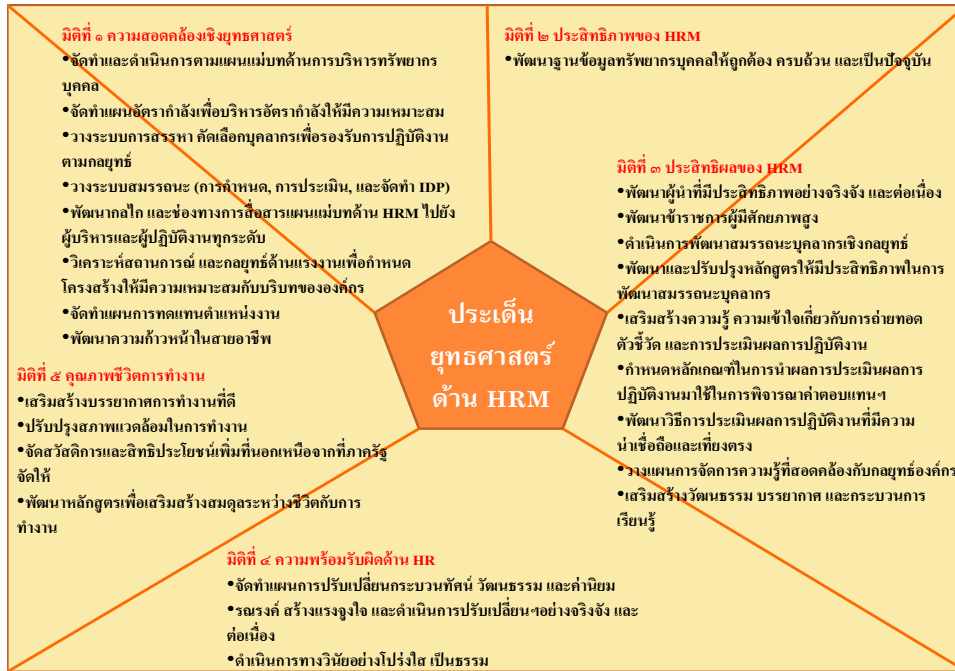 มิติที่ ๑ ความสอดคล้องเชิงยุทธศาสตร์
•จัดทำและดำเนินการตามแผนแม่บทด้านการบริหารทรัพยากร
บุคคล
•จัดทำแผนอัตรากำลังเพื่อบริหารอัตรากำลังให้มีความเหมาะสม
•วางระบบการสรรหา คัดเลือกบุคลากรเพื่อรองรับการปฏิบัติงาน
ตามกลยุทธ์
•วางระบบสมรรถนะ (การกำหนด, การประเมิน, และจัดทำ IDP)
•พัฒนากลไก และช่องทางการสื่อสารแผนแม่บทด้าน HRM ไปยัง
ผู้บริหารและผู้ปฏิบัติงานทุกระดับ
•วิเคราะห์สถานการณ์ และกลยุทธ์ด้านแรงงานเพื่อกำหนด
โครงสร้างให้มีความเหมาะสมกับบริบทขององค์กร
•จัดทำแผนการทดแทนตำแหน่งงาน
•พัฒนาความก้าวหน้าในสายอาชีพ
มิติที่ ๒ ประสิทธิภาพของ HRM
•พัฒนาฐานข้อมูลทรัพยากรบุคคลให้ถูกต้อง ครบถ้วน และเป็นปัจจุบัน
มิติที่ ๓ ประสิทธิผลของ HRM
•พัฒนาผู้นำที่มีประสิทธิภาพอย่างจริงจัง และต่อเนื่อง
•พัฒนาข้าราชการผู้มีศักยภาพสูง
•ดำเนินการพัฒนาสมรรถนะบุคลากรเชิงกลยุทธ์
•พัฒนาและปรับปรุงหลักสูตรให้มีประสิทธิภาพในการ
พัฒนาสมรรถนะบุคลากร
•เสริมสร้างความรู้ ความเข้าใจเกี่ยวกับการถ่ายทอด
ตัวชี้วัด และการประเมินผลการปฏิบัติงาน
•กำหนดหลักเกณฑ์ในการนำผลการประเมินผลการ
ปฏิบัติงานมาใช้ในการพิจารณาค่าตอบแทนฯ
•พัฒนาวิธีการประเมินผลการปฏิบัติงานที่มีความ
น่าเชื่อถือและเที่ยงตรง
•วางแผนการจัดการความรู้ที่สอดคล้องกับกลยุทธ์องค์กร
•เสริมสร้างวัฒนธรรม บรรยากาศ และกระบวนการ
เรียนรู้
ประเด็น
ยุทธศาสตร์
ด้าน HRM
มิติที่ ๕ คุณภาพชีวิตการทำงาน
•เสริมสร้างบรรยากาศการทำงานที่ดี
•ปรับปรุงสภาพแวดล้อมในการทำงาน
•จัดสวัสดิการและสิทธิประโยชน์เพิ่มที่นอกเหนือจากที่ภาครัฐ
จัดให้
•พัฒนาหลักสูตรเพื่อเสริมสร้างสมดุลระหว่างชีวิตกับการ
ทำงาน
มิติที่ ๔ ความพร้อมรับผิดด้าน HR
•จัดทำแผนการปรับเปลี่ยนกระบวนทัศน์ วัฒนธรรม และค่านิยม
•รณรงค์ สร้างแรงจูงใจ และดำเนินการปรับเปลี่ยนฯอย่างจริงจัง และ
ต่อเนื่อง
•ดำเนินการทางวินัยอย่างโปร่งใส เป็นธรรม